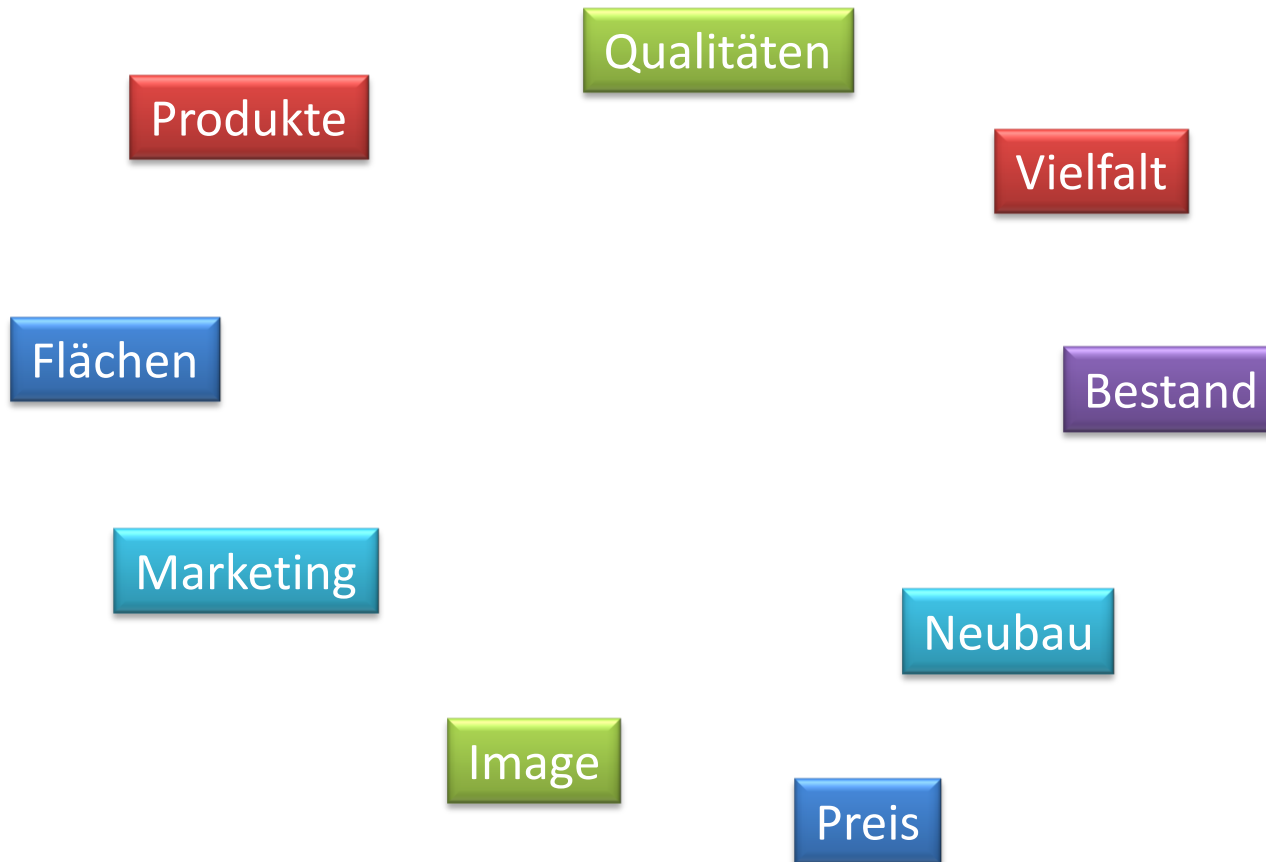 Qualitäten
Produkte
Vielfalt
Flächen
Bestand
Marketing
Neubau
Image
Preis